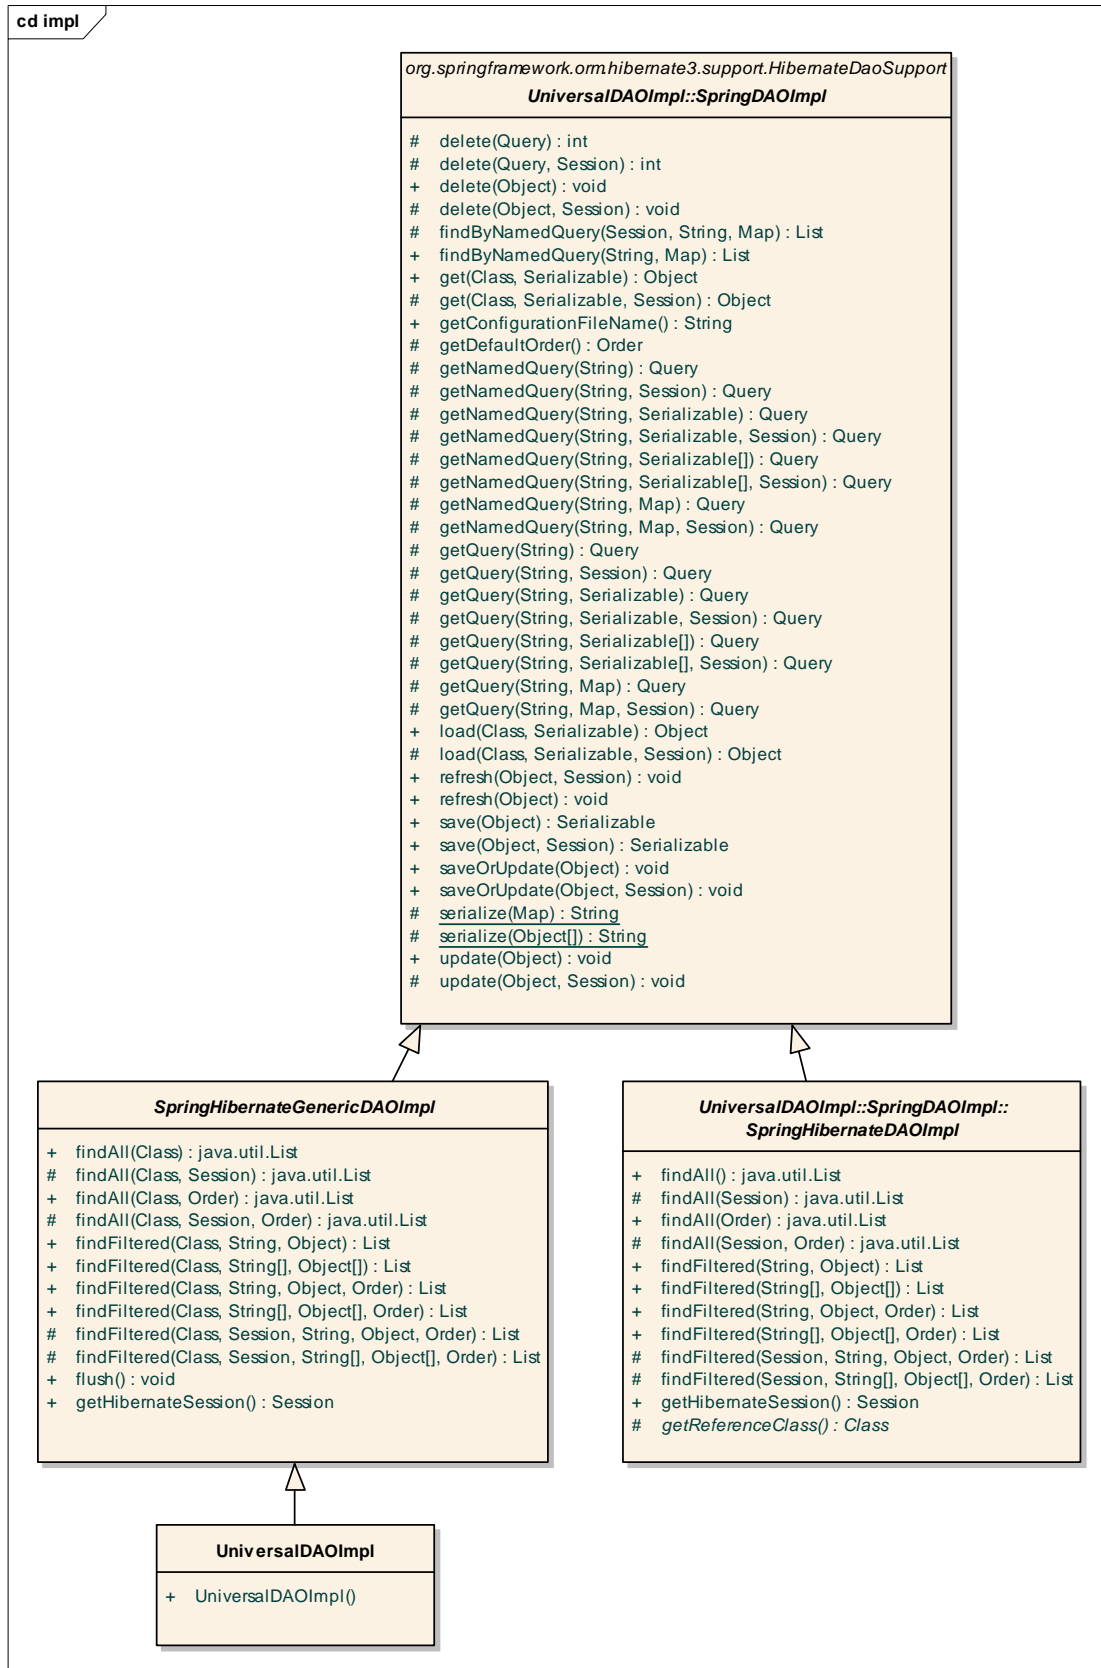 cd impl
org.springframework.orm.hibernate3.support.HibernateDaoSupport
UniversalDAOImpl::SpringDAOImpl
# delete(Query) : int
# delete(Query, Session) : int
+ delete(Object) : void
# delete(Object, Session) : void
# findByNamedQuery(Session, String, Map) : List
+ findByNamedQuery(String, Map) : List
+ get(Class, Serializable) : Object
# get(Class, Serializable, Session) : Object
+ getConfigurationFileName() : String
# getDefaultOrder() : Order
# getNamedQuery(String) : Query
# getNamedQuery(String, Session) : Query
# getNamedQuery(String, Serializable) : Query
# getNamedQuery(String, Serializable, Session) : Query
# getNamedQuery(String, Serializable[]) : Query
# getNamedQuery(String, Serializable[], Session) : Query
# getNamedQuery(String, Map) : Query
# getNamedQuery(String, Map, Session) : Query
# getQuery(String) : Query
# getQuery(String, Session) : Query
# getQuery(String, Serializable) : Query
# getQuery(String, Serializable, Session) : Query
# getQuery(String, Serializable[]) : Query
# getQuery(String, Serializable[], Session) : Query
# getQuery(String, Map) : Query
# getQuery(String, Map, Session) : Query
+ load(Class, Serializable) : Object
# load(Class, Serializable, Session) : Object
+ refresh(Object, Session) : void
+ refresh(Object) : void
+ save(Object) : Serializable
+ save(Object, Session) : Serializable
+ saveOrUpdate(Object) : void
+ saveOrUpdate(Object, Session) : void
# serialize(Map) : String
# serialize(Object[]) : String
+ update(Object) : void
# update(Object, Session) : void
SpringHibernateGenericDAOImpl
+ findAll(Class) : java.util.List
# findAll(Class, Session) : java.util.List
+ findAll(Class, Order) : java.util.List
# findAll(Class, Session, Order) : java.util.List
+ findFiltered(Class, String, Object) : List
+ findFiltered(Class, String[], Object[]) : List
+ findFiltered(Class, String, Object, Order) : List
+ findFiltered(Class, String[], Object[], Order) : List
# findFiltered(Class, Session, String, Object, Order) : List
# findFiltered(Class, Session, String[], Object[], Order) : List
+ flush() : void
+ getHibernateSession() : Session
UniversalDAOImpl::SpringDAOImpl::
SpringHibernateDAOImpl
+ findAll() : java.util.List
# findAll(Session) : java.util.List
+ findAll(Order) : java.util.List
# findAll(Session, Order) : java.util.List
+ findFiltered(String, Object) : List
+ findFiltered(String[], Object[]) : List
+ findFiltered(String, Object, Order) : List
+ findFiltered(String[], Object[], Order) : List
# findFiltered(Session, String, Object, Order) : List
# findFiltered(Session, String[], Object[], Order) : List
+ getHibernateSession() : Session
# getReferenceClass() : Class
UniversalDAOImpl
+ UniversalDAOImpl()